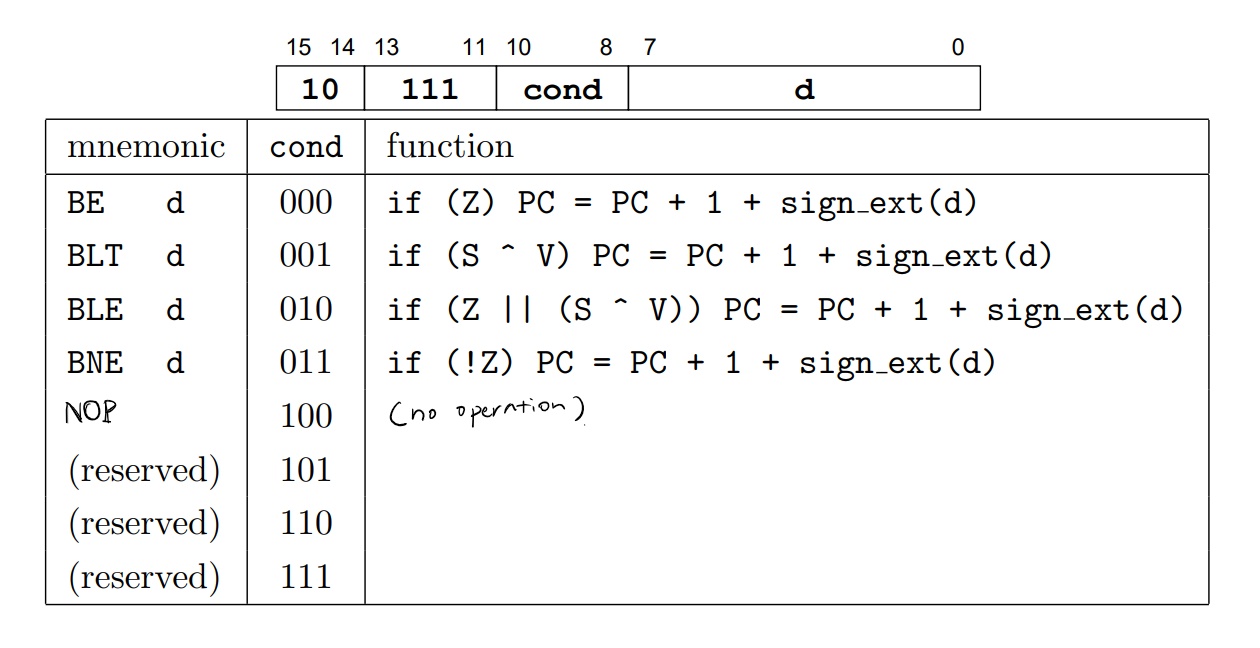 15 14 13 11 10 8 7 0
10 111 cond d
mnemonic cond function
BE d 000 if (Z) PC = PC + 1 + sign_ext(d)
BLT d 001 if (S ^ V) PC = PC + 1 + sign_ext(d)
BLE d 010 if (Z || (S ^ V)) PC = PC + 1 + sign_ext(d)
BNE d 011 if (!Z) PC = PC + 1 + sign_ext(d)
NOP 100 (no operation)
(reserved) 101
(reserved) 110
(reserved) 111